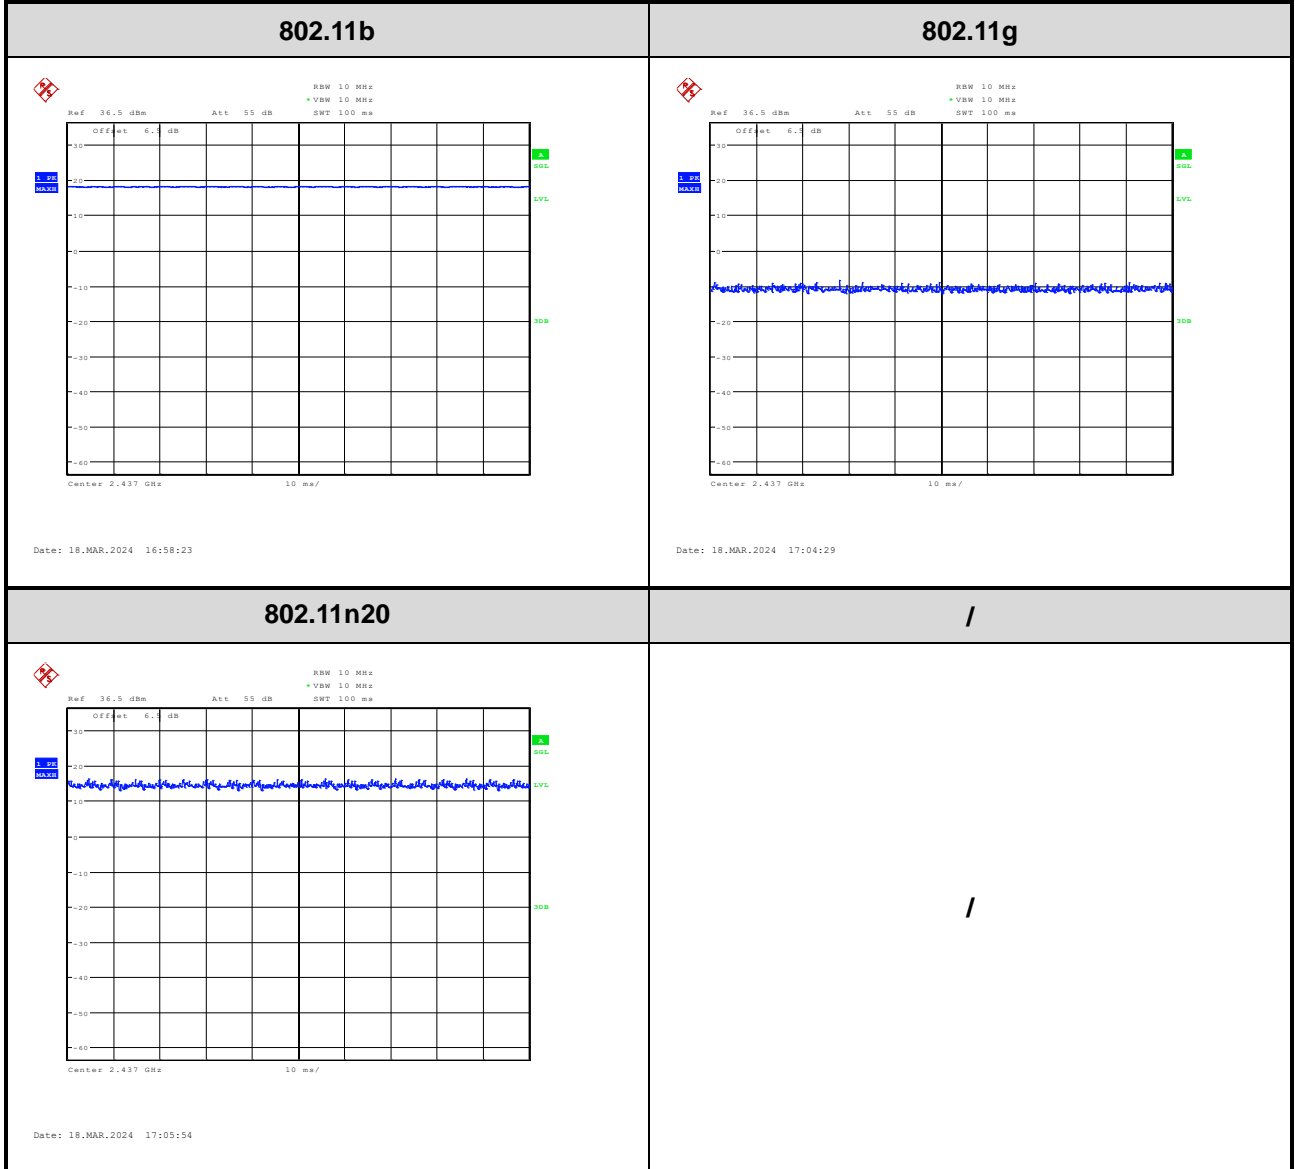 802.11b
802.11g
R&S
RBW 10 MHz
* VBW 10 MHz
Ref 36.5 dBm Att 55 dB SWT 100 ms
Offset 6.5 dB
30
20
10
0
-10
-20
-30
-40
-50
-60
1 PK
MAXH
A
SGL
LVL
3DB
Center 2.437 GHz 10 ms/
Date: 18.MAR.2024 16:58:23
R&S
RBW 10 MHz
* VBW 10 MHz
Ref 36.5 dBm Att 55 dB SWT 100 ms
Offset 6.5 dB
30
20
10
0
-10
-20
-30
-40
-50
-60
1 PK
MAXH
A
SGL
LVL
3DB
Center 2.437 GHz 10 ms/
Date: 18.MAR.2024 17:04:29
802.11n20
/
R&S
RBW 10 MHz
* VBW 10 MHz
Ref 36.5 dBm Att 55 dB SWT 100 ms
Offset 6.5 dB
30
20
10
0
-10
-20
-30
-40
-50
-60
1 PK
MAXH
A
SGL
LVL
3DB
Center 2.437 GHz 10 ms/
Date: 18.MAR.2024 17:05:54
/